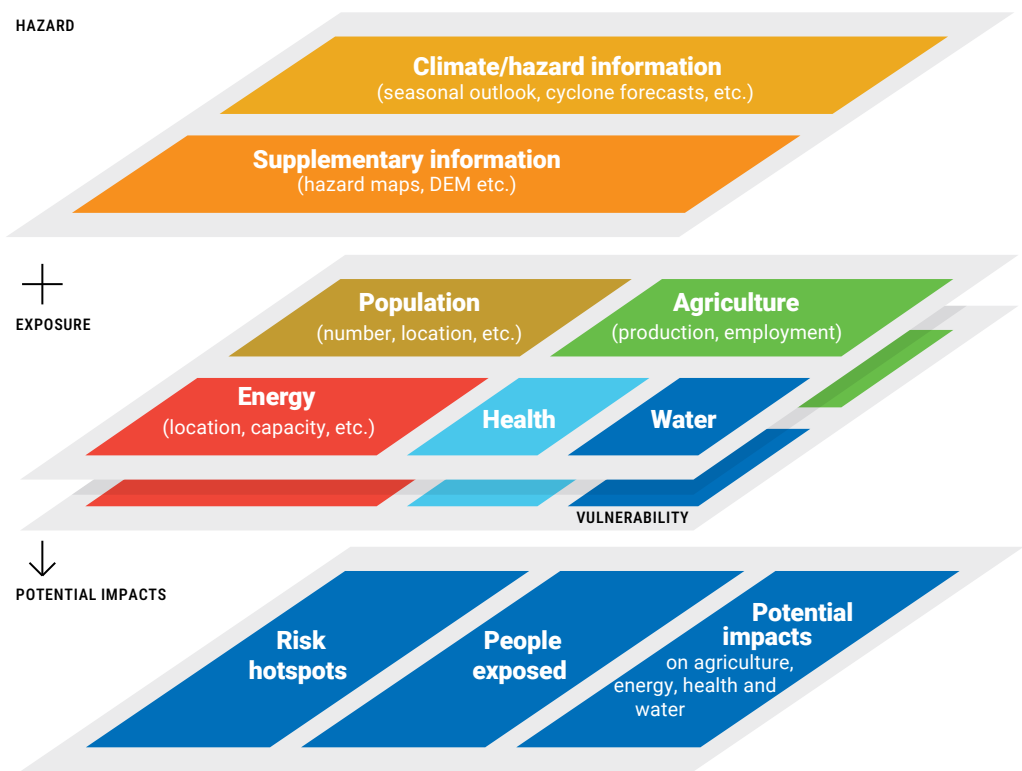 HAZARD
Climate/hazard information
(seasonal outlook, cyclone forecasts, etc.)
Supplementary information
(hazard maps, DEM etc.)
EXPOSURE
Population
(number, location, etc.)
Agriculture
(production, employment)
Energy
(location, capacity, etc.)
Health
Water
VULNERABILITY
POTENTIAL IMPACTS
Risk
hotspots
People
exposed
Potential
impacts
on agriculture,
energy, health and
water